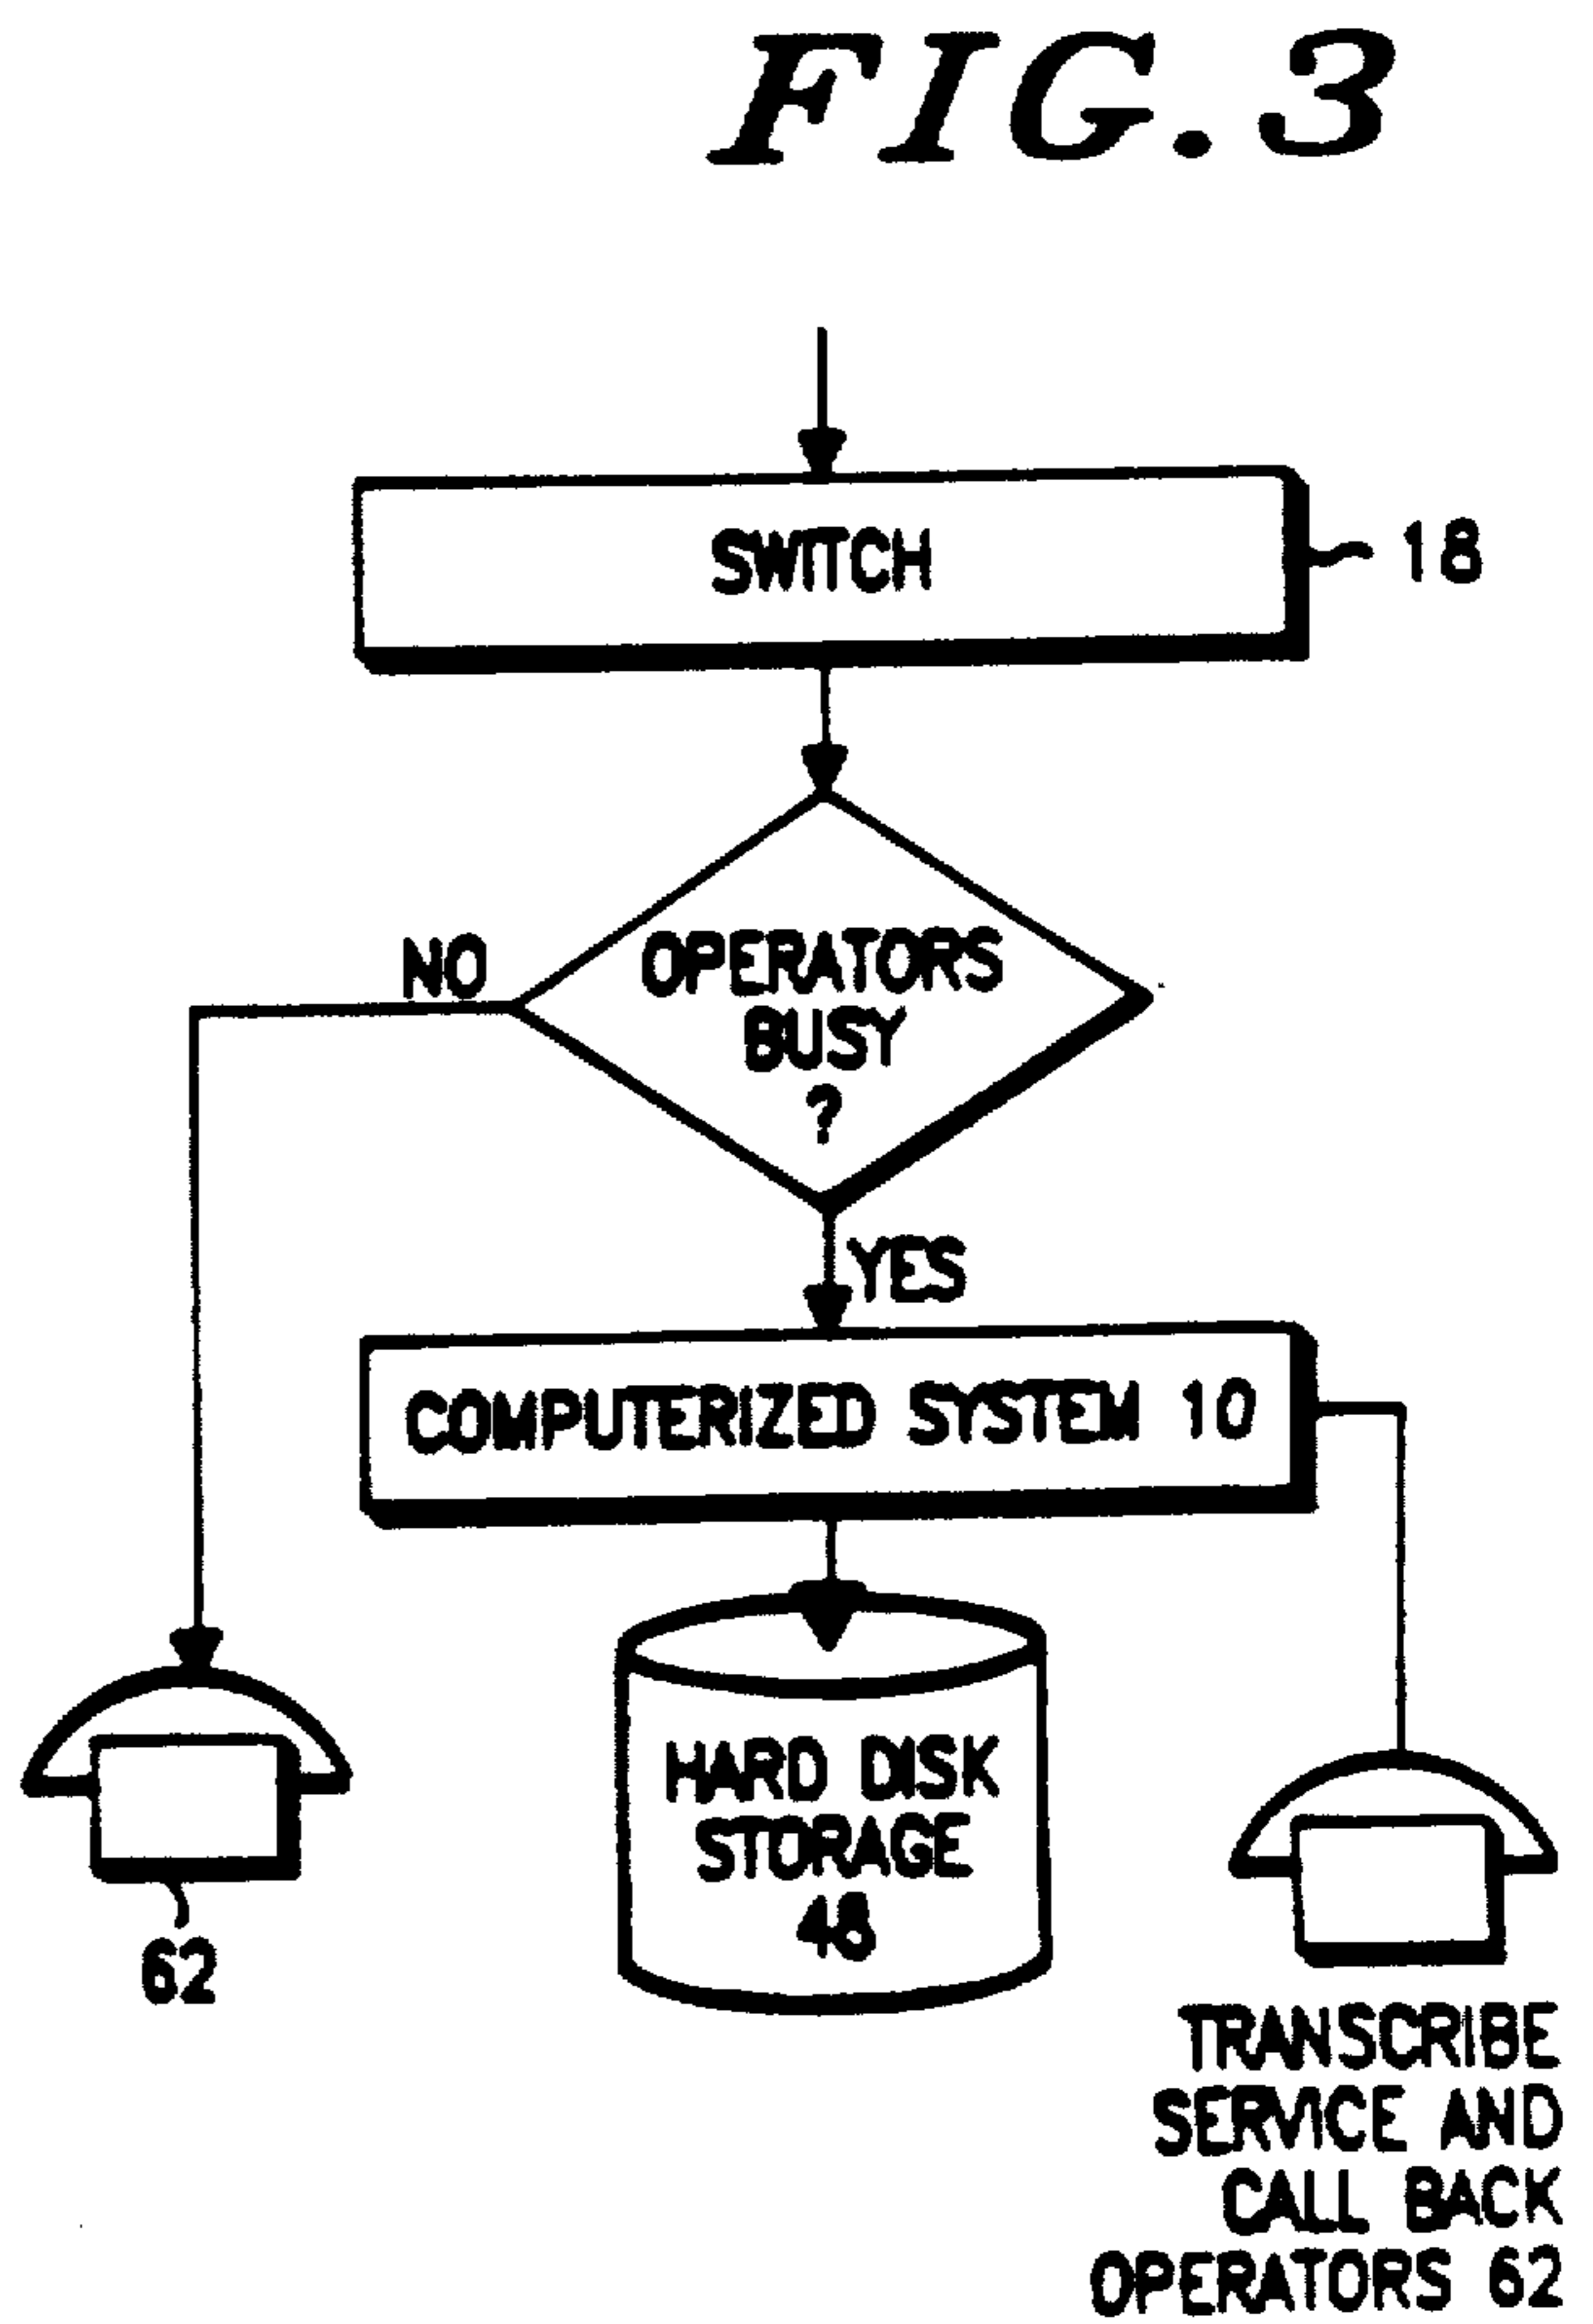 FIG.3
SWITCH
18
NO
OPERATORS
BUSY
?
YES
COMPUTERIZED SYSTEM 10
HARD DISK
STORAGE
48
62
TRANSCRIBE
SERVICE AND
CALL BACK
OPERATORS 62